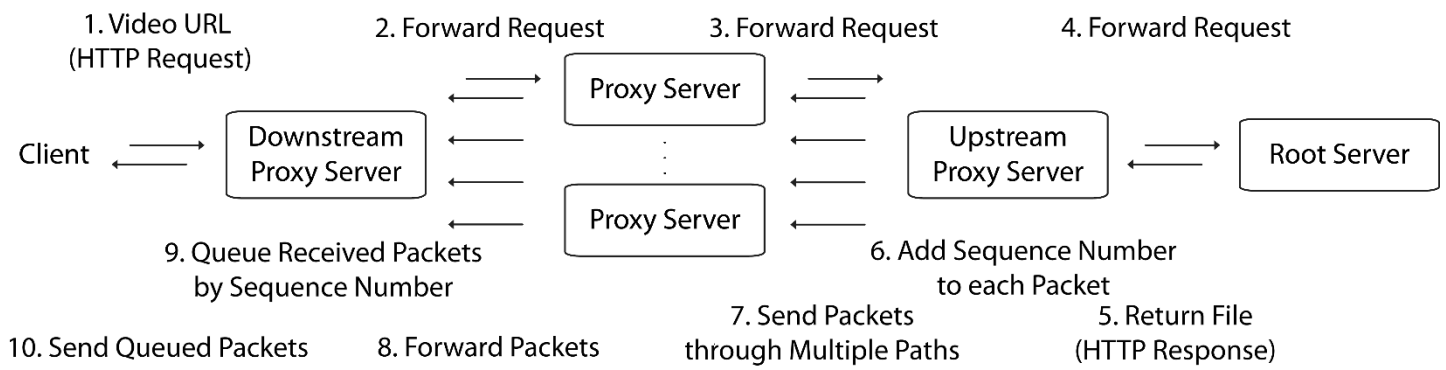 1. Video URL
(HTTP Request)
2. Forward Request
3. Forward Request
4. Forward Request
Client
Downstream
Proxy Server
Proxy Server
Proxy Server
Upstream
Proxy Server
Root Server
9. Queue Received Packets
by Sequence Number
6. Add Sequence Number
to each Packet
10. Send Queued Packets
8. Forward Packets
7. Send Packets
through Multiple Paths
5. Return File
(HTTP Response)